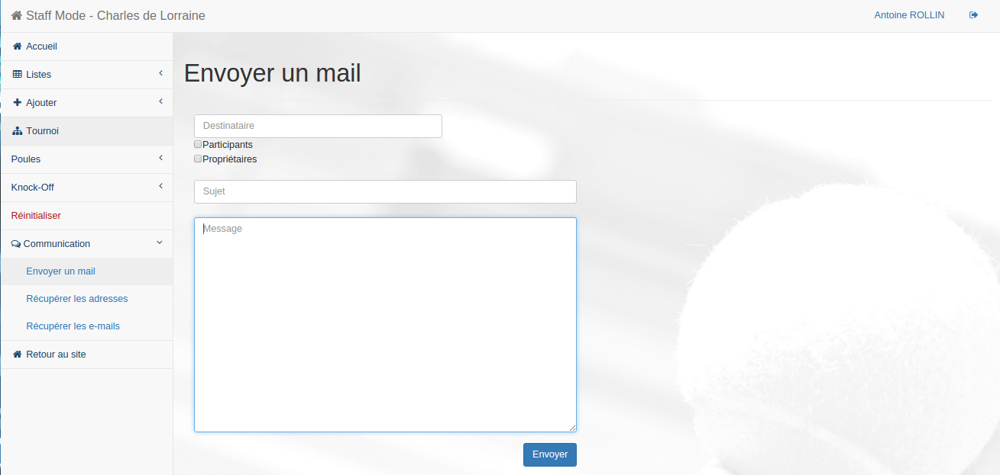 Staff Mode - Charles de Lorraine
Antoine ROLLIN
Accueil
Listes
Ajouter
Tournoi
Poules
Knock-Off
Réinitialiser
Communication
Envoyer un mail
Récupérer les adresses
Récupérer les e-mails
Retour au site
Envoyer un mail
Destinataire
Participants
Propriétaires
Sujet
Message
Envoyer